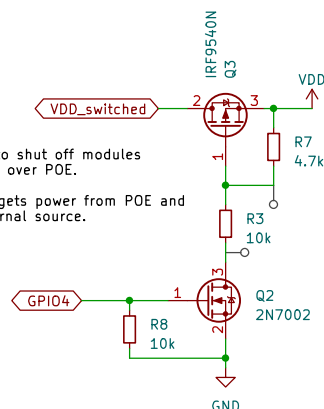 IRF9540N
Q3
VDD
VDD_switched
2
3
1
R7
4.7k
to shut off modules
over POE.
gets power from POE and
rnal source.
R3
10k
3
GPIO4
1
Q2
2N7002
2
R8
10k
GND